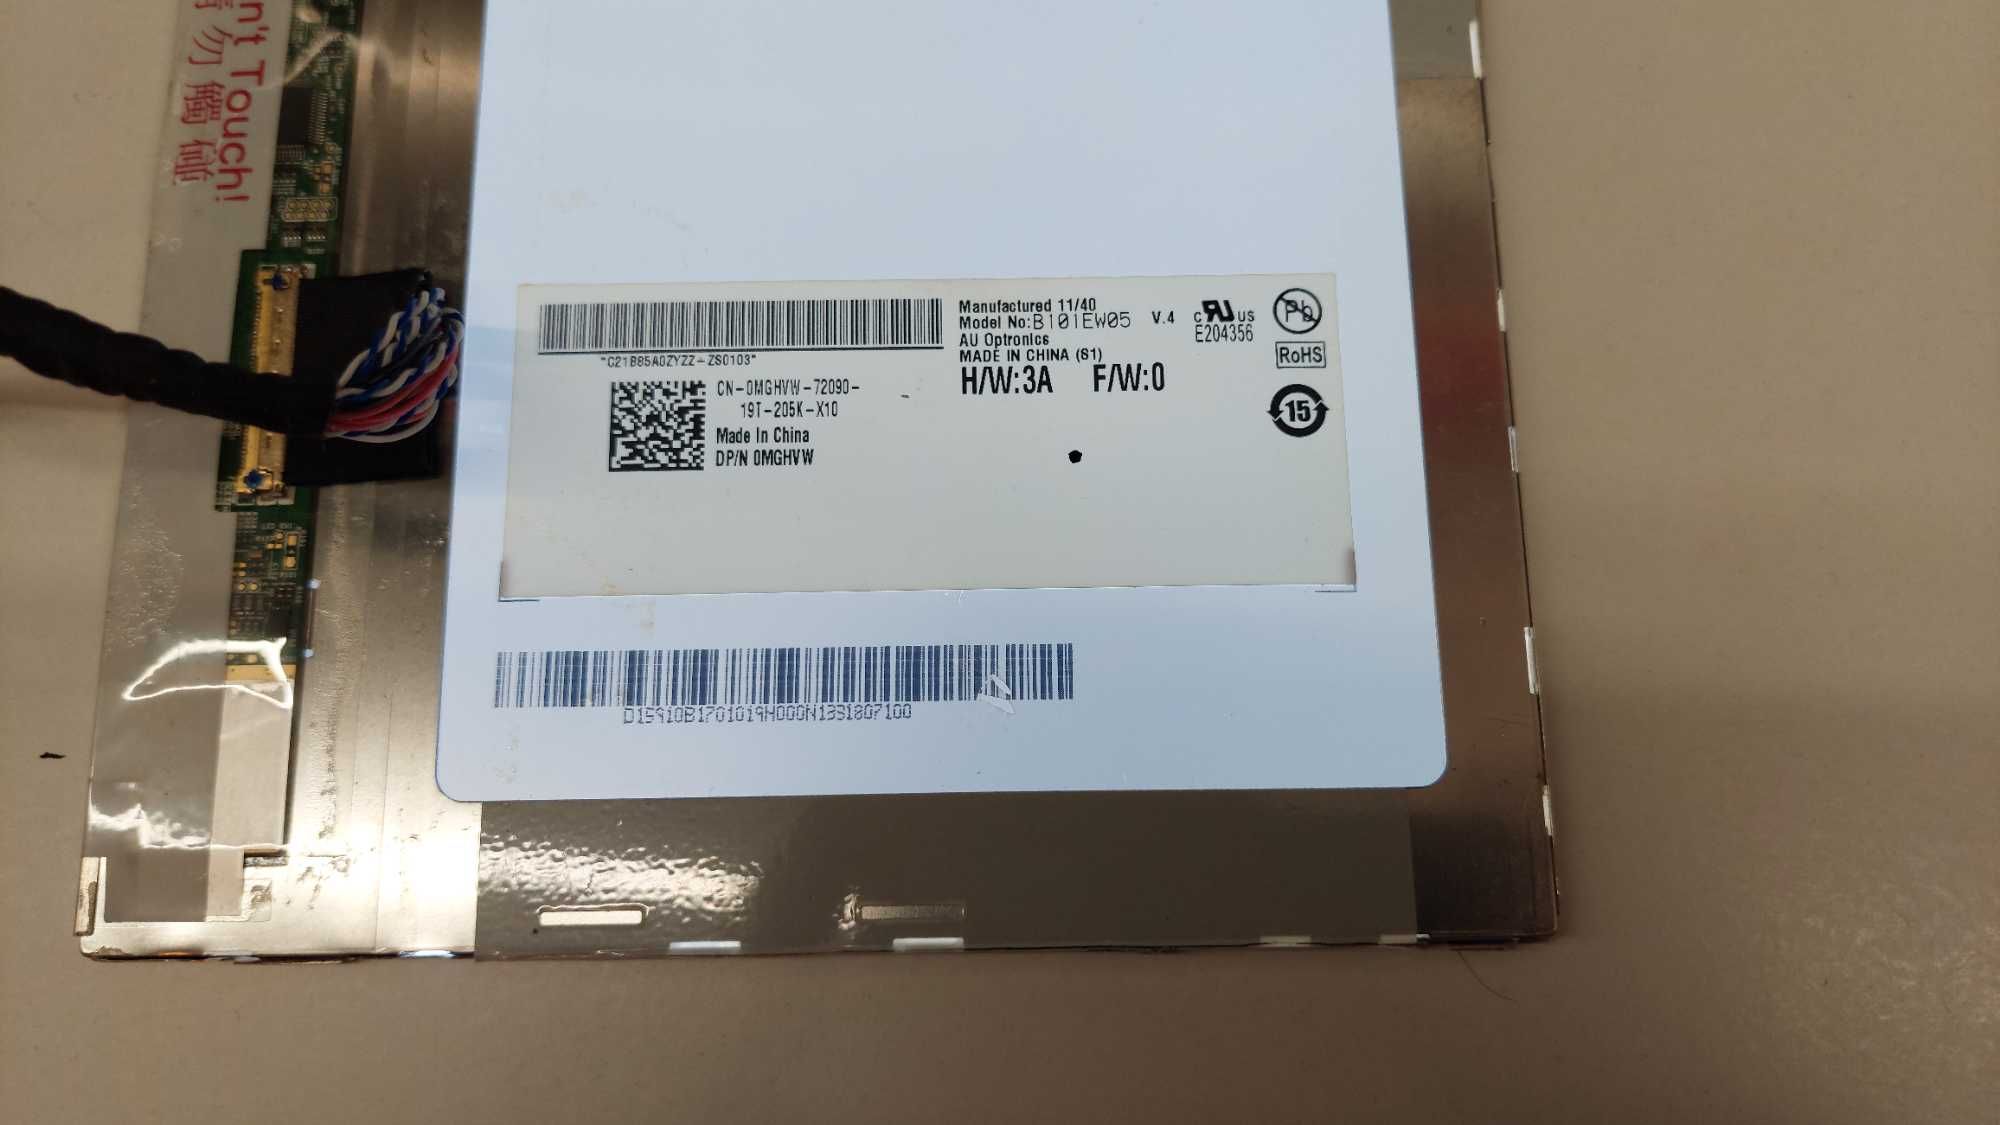 n't Touch!
請勿觸碰
"C21B85A0ZYZZ-ZS0103"
CN-0MGHVW-72090-
19T-205K-X10
Made In China
DP/N 0MGHVW
Manufactured 11/40
Model No:B101EW05 V.4
AU Optronics
MADE IN CHINA (S1)
H/W:3A F/W:0
c RU US
E204356
Pb
RoHS
15
D15910B1701019H000N1331807100